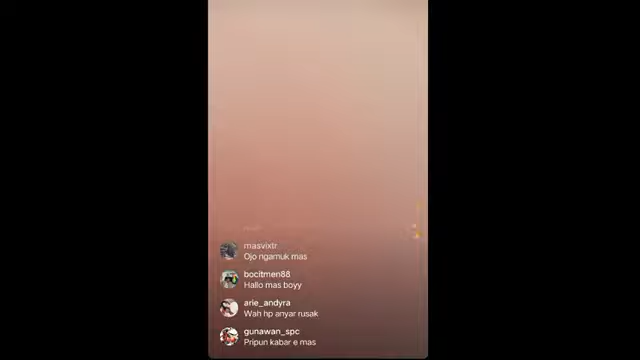 masvixtr
Ojo ngamuk mas
bocitmen88
Hallo mas boyy
arie_andyra
Wah hp anyar rusak
gunawan_spc
Pripun kabar e mas